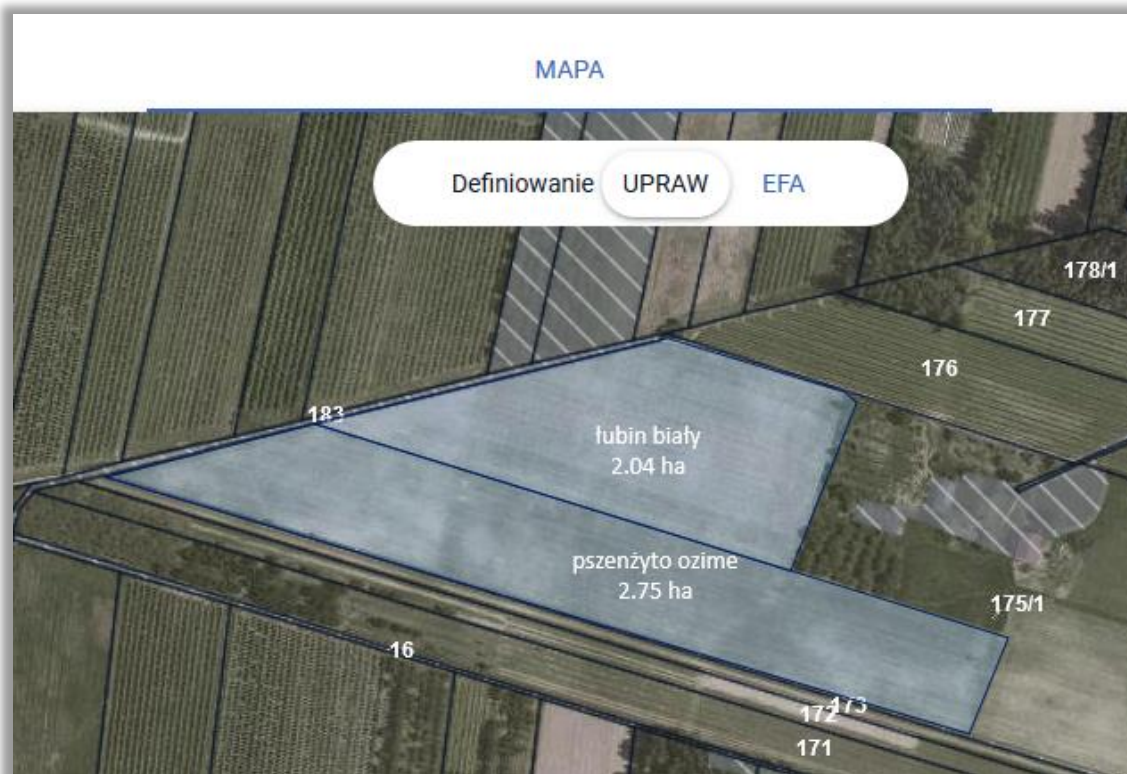 MAPA
Definiowanie UPRAW EFA
178/1
177
176
183
łubin biały
2.04 ha
pszenżyto ozime
2.75 ha
175/1
16
173
172
171